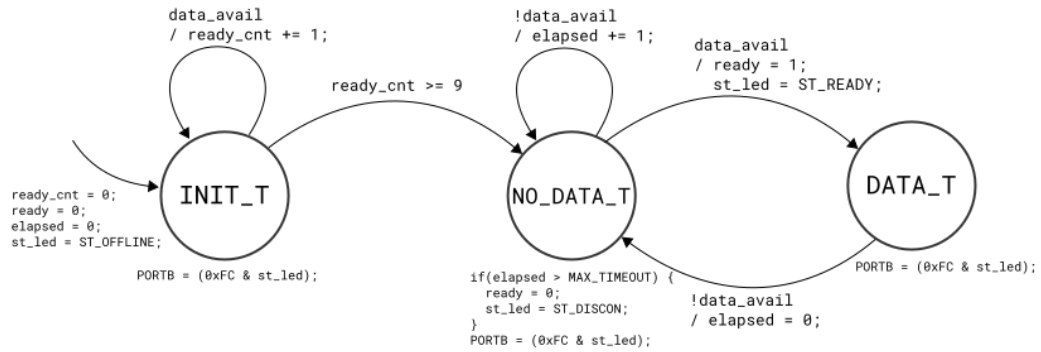 data_avail
/ ready_cnt += 1;
!data_avail
/ elapsed += 1;
data_avail
/ ready = 1;
st_led = ST_READY;
ready_cnt >= 9
INIT_T
NO_DATA_T
DATA_T
ready_cnt = 0;
ready = 0;
elapsed = 0;
st_led = ST_OFFLINE;
PORTB = (0xFC & st_led);
if(elapsed > MAX_TIMEOUT) {
ready = 0;
st_led = ST_DISCON;
}
PORTB = (0xFC & st_led);
!data_avail
/ elapsed = 0;
PORTB = (0xFC & st_led);